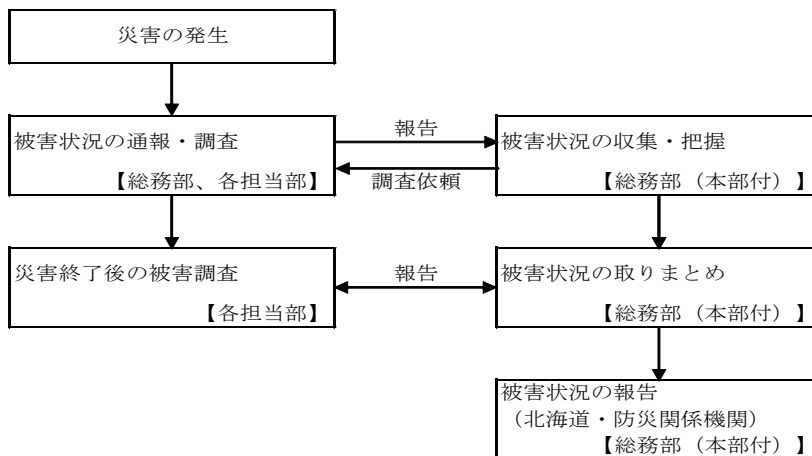 災害の発生
被害状況の通報・調査
【総務部、各担当部】
報告
調査依頼
被害状況の収集・把握
【総務部（本部付）】
災害終了後の被害調査
【各担当部】
報告
被害状況の取りまとめ
【総務部（本部付）】
被害状況の報告
（北海道・防災関係機関）
【総務部（本部付）】